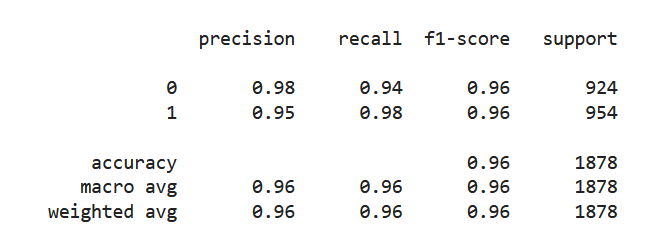 precision recall f1-score support
0 0.98 0.94 0.96 924
1 0.95 0.98 0.96 954
accuracy 0.96 1878
macro avg 0.96 0.96 0.96 1878
weighted avg 0.96 0.96 0.96 1878